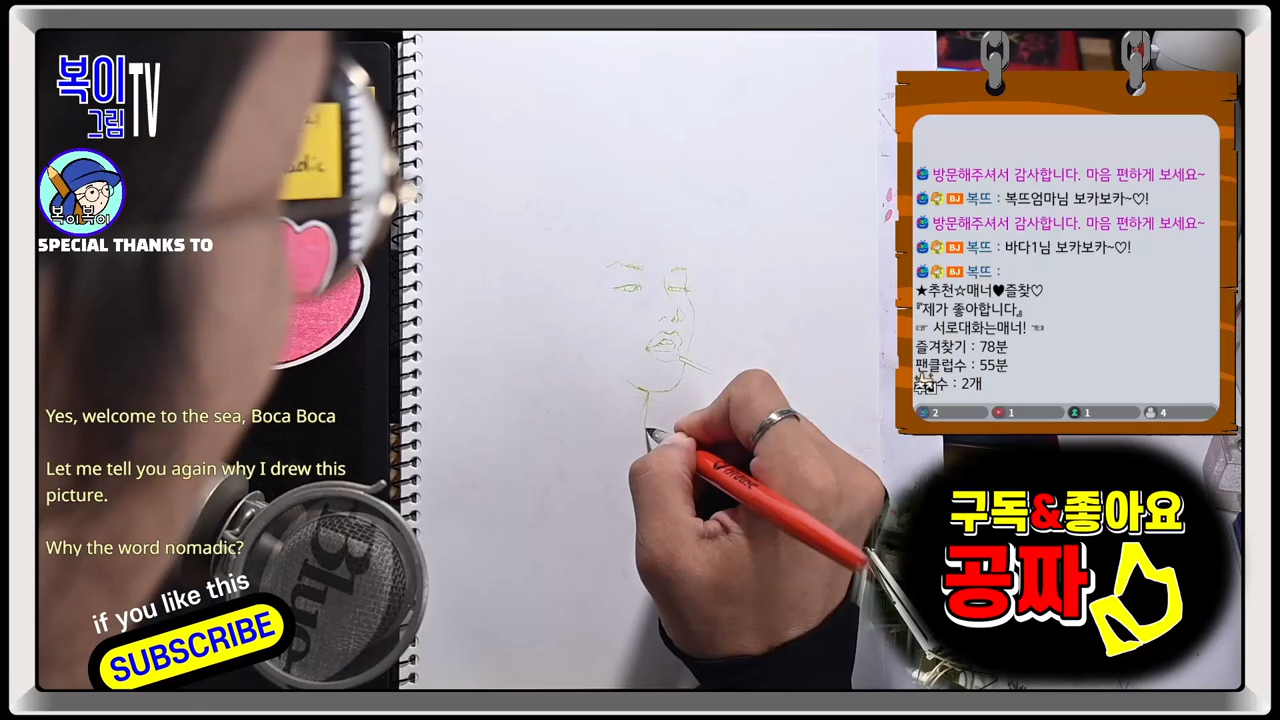 복이
그림
TV
복이복이
SPECIAL THANKS TO
Yes, welcome to the sea, Boca Boca
Let me tell you again why I drew this
picture.
Why the word nomadic?
if you like this
SUBSCRIBE
Blue
방문해주셔서 감사합니다. 마음 편하게 보세요~
BJ 복뜨 : 복뜨엄마님 보카보카~♡!
방문해주셔서 감사합니다. 마음 편하게 보세요~
BJ 복뜨 : 바다1님 보카보카~♡!
BJ 복뜨 :
★추천☆매너♥즐찾♡
『제가 좋아합니다』
☞ 서로대화는매너! ☜
즐겨찾기 : 78분
팬클럽수 : 55분
수 : 2개
2 1 1 4
구독&좋아요
공짜